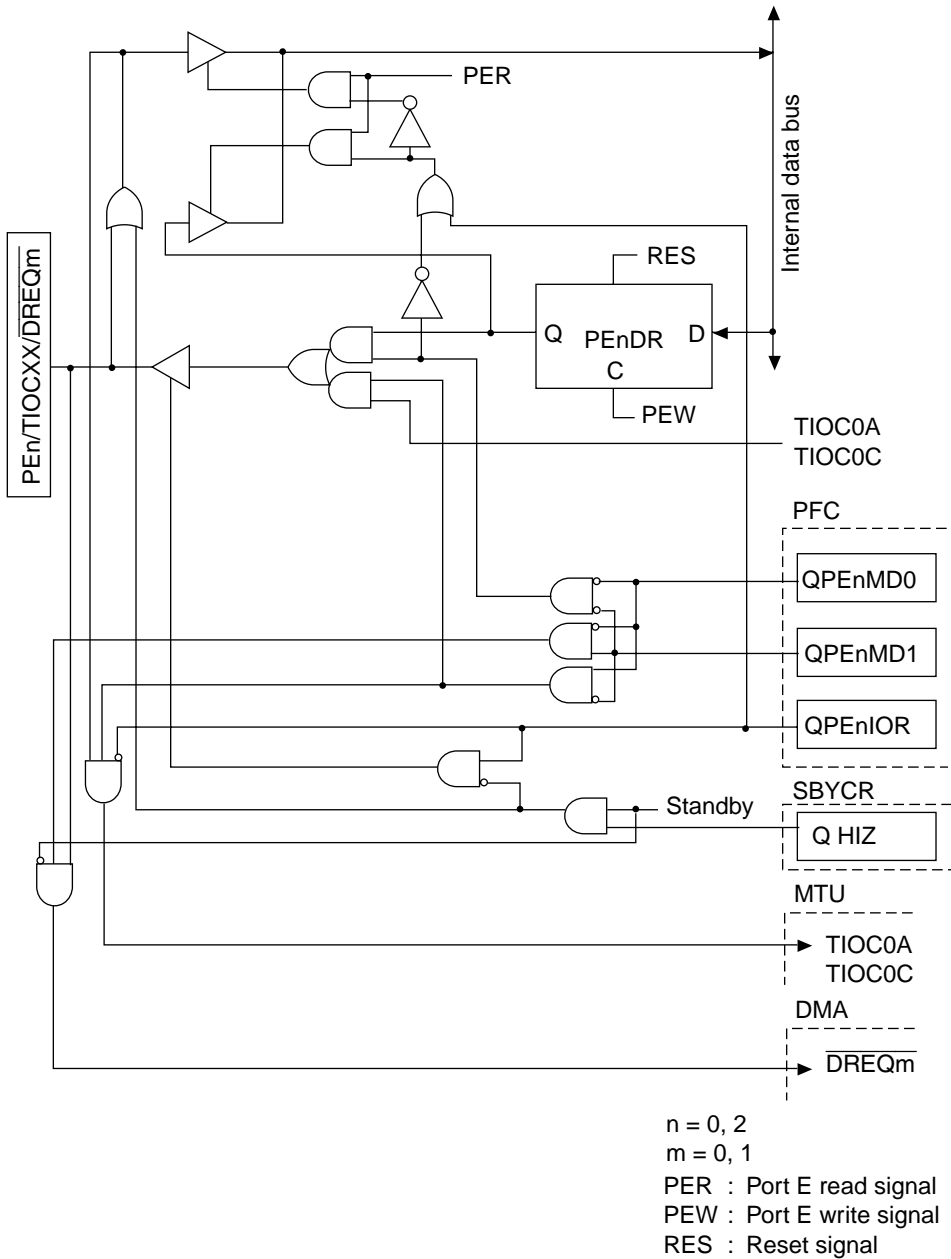 PER
Internal data bus
RES
PEn/TIOCXX/DREQm
Q PEnDR D
C
PEW
TIOC0A
TIOC0C
PFC
QPEnMD0
QPEnMD1
QPEnIOR
SBYCR
Standby
Q HIZ
MTU
TIOC0A
TIOC0C
DMA
DREQm
n = 0, 2
m = 0, 1
PER : Port E read signal
PEW : Port E write signal
RES : Reset signal